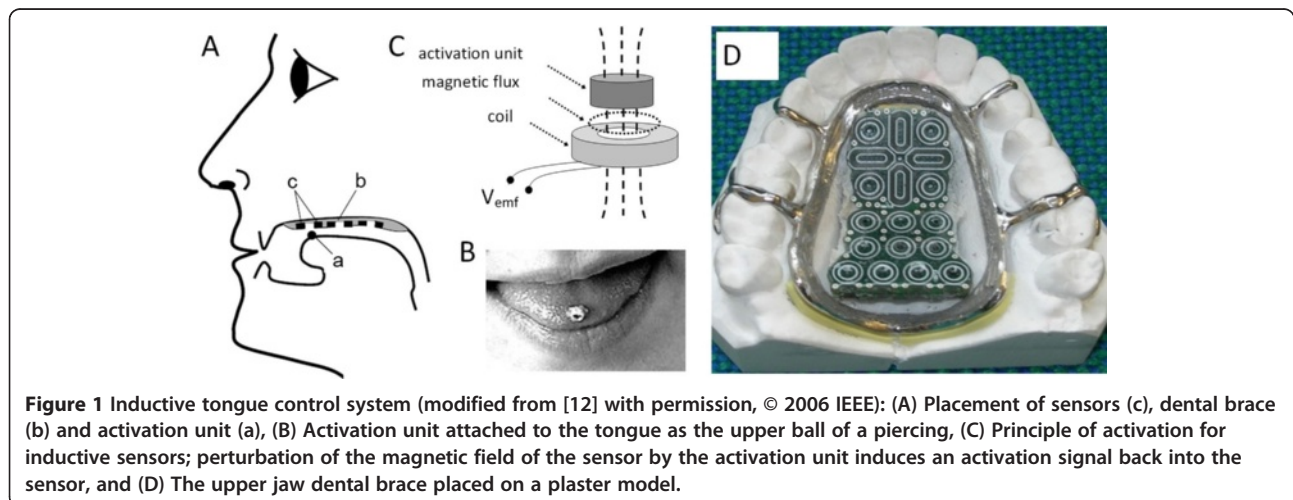 A
C
activation unit
magnetic flux
coil
V_emf
D
c
b
a
B
Figure 1 Inductive tongue control system (modified from [12] with permission, © 2006 IEEE): (A) Placement of sensors (c), dental brace
(b) and activation unit (a), (B) Activation unit attached to the tongue as the upper ball of a piercing, (C) Principle of activation for
inductive sensors; perturbation of the magnetic field of the sensor by the activation unit induces an activation signal back into the
sensor, and (D) The upper jaw dental brace placed on a plaster model.